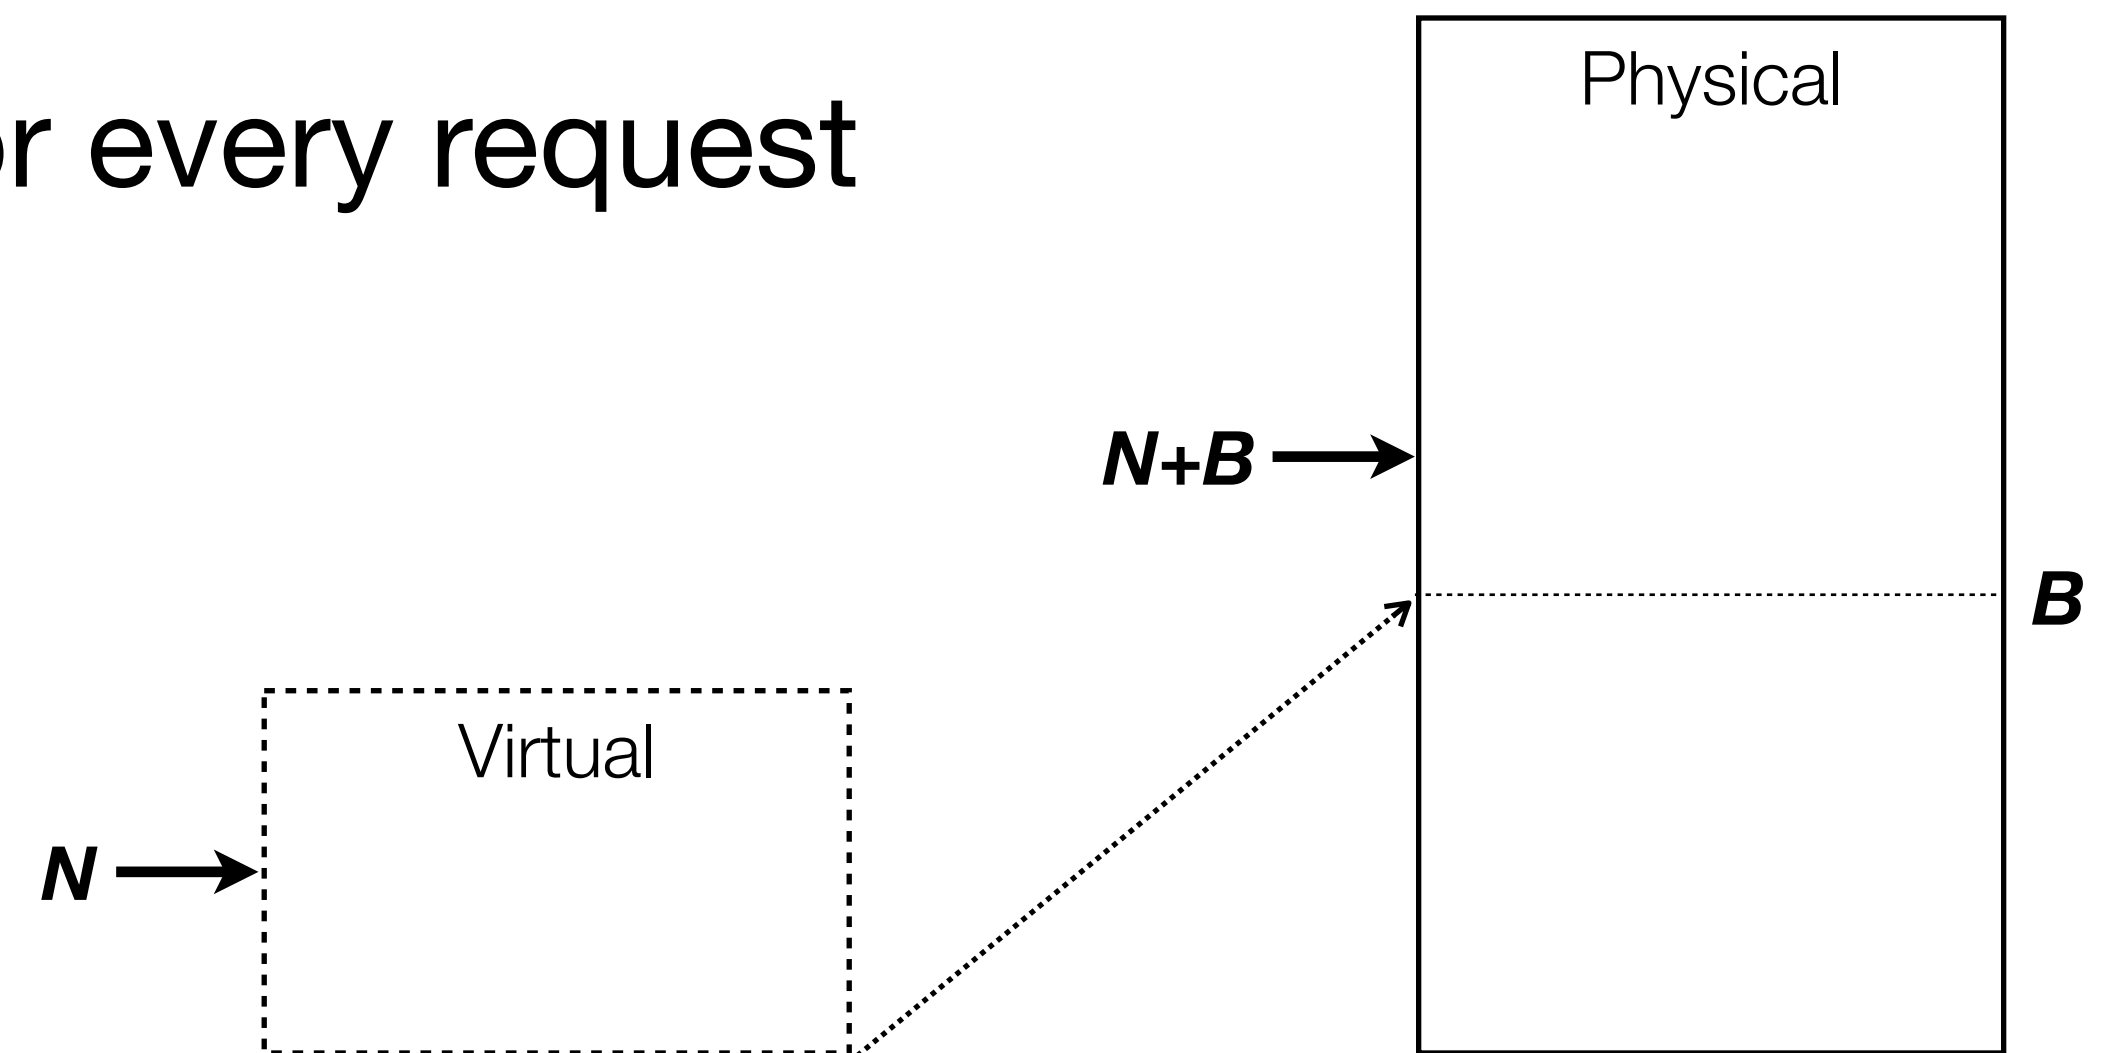 Physical
r every request
N+B
B
Virtual
N